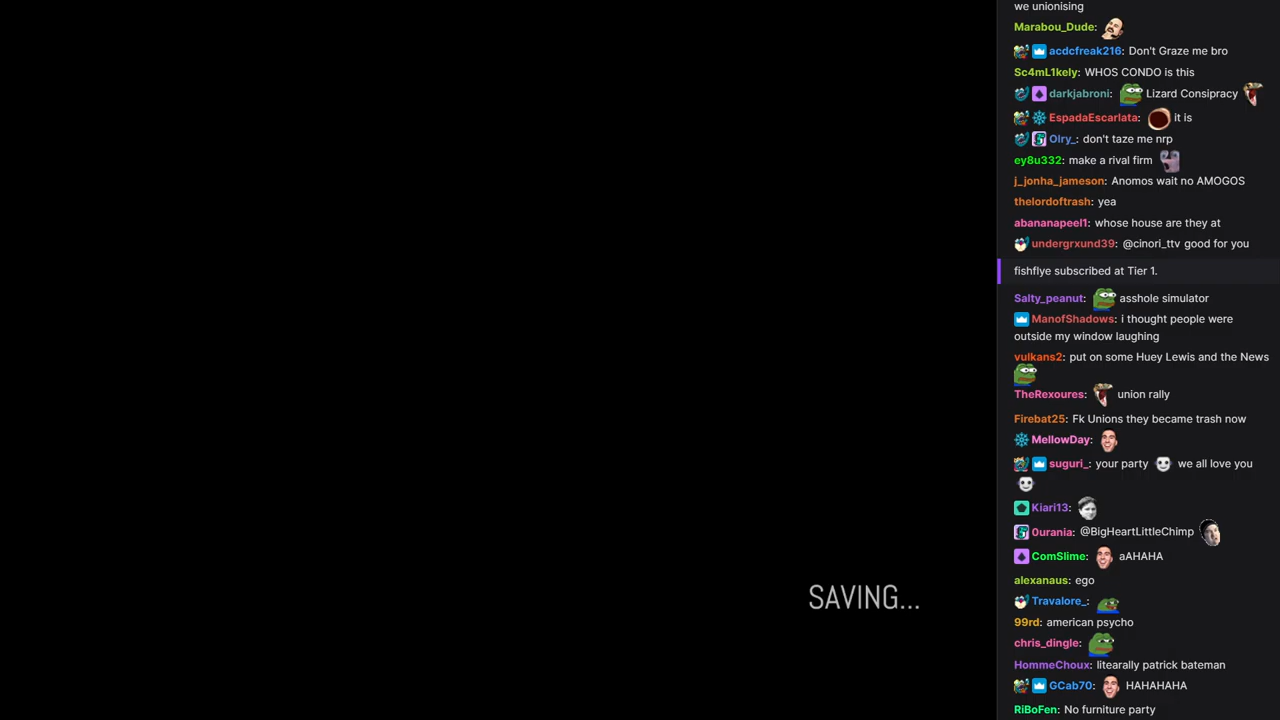 we unionising
Marabou_Dude:
acdcfreak216: Don't Graze me bro
Sc4mL1kely: WHOS CONDO is this
darkjabroni: Lizard Consipracy
EspadaEscarlata: it is
Olry_: don't taze me nrp
ey8u332: make a rival firm
j_jonha_jameson: Anomos wait no AMOGOS
thelordoftrash: yea
abananapeel1: whose house are they at
undergrxund39: @cinori_ttv good for you
fishflye subscribed at Tier 1.
Salty_peanut: asshole simulator
ManofShadows: i thought people were
outside my window laughing
vulkans2: put on some Huey Lewis and the News
TheRexoures: union rally
Firebat25: Fk Unions they became trash now
MellowDay:
suguri_: your party we all love you
Kiari13:
0urania: @BigHeartLittleChimp
ComSlime: aAHAHA
alexanaus: ego
SAVING...
Travalore_:
99rd: american psycho
chris_dingle:
HommeChoux: litearally patrick bateman
GCab70: HAHAHAHA
RiBoFen: No furniture party